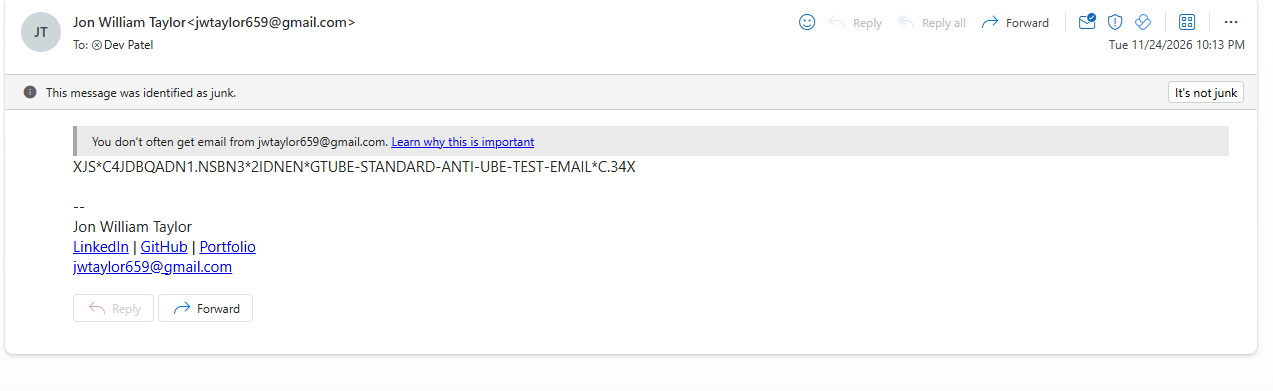 JT
Jon William Taylor<jwtaylor659@gmail.com>
Reply Reply all Forward
To: Dev Patel
Tue 11/24/2026 10:13 PM
This message was identified as junk.
It's not junk
You don't often get email from jwtaylor659@gmail.com. Learn why this is important
XJS*C4JDBQADN1.NSBN3*2IDNEN*GTUBE-STANDARD-ANTI-UBE-TEST-EMAIL*C.34X
--
Jon William Taylor
LinkedIn | GitHub | Portfolio
jwtaylor659@gmail.com
Reply Forward